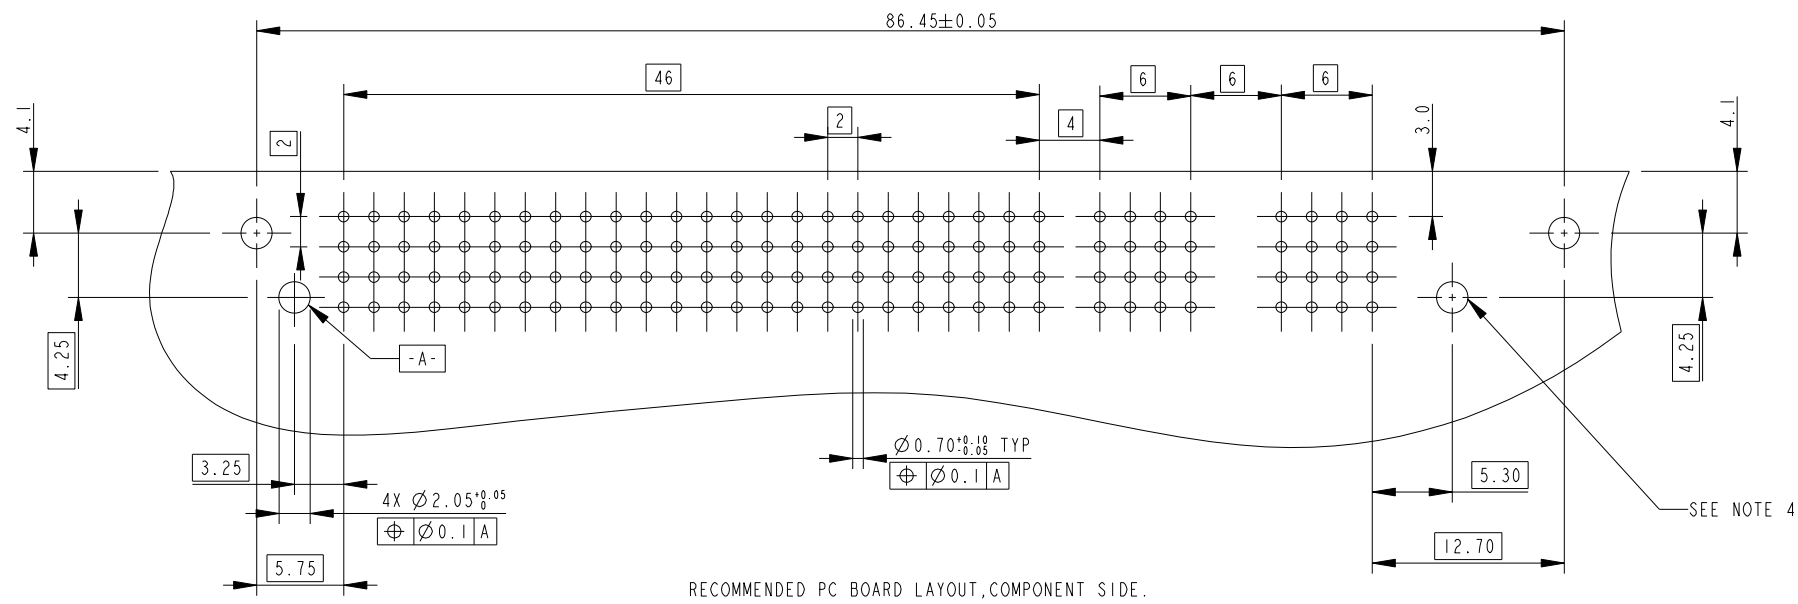 86.45±0.05
46
6
6
6
2
4
4.1
2
3.0
4.1
4.25
-A-
4.25
Ø0.70 +0.10 -0.05 TYP
⌖ Ø0.1 A
3.25
5.30
4X Ø2.05 +0.05 0
⌖ Ø0.1 A
SEE NOTE 4
12.70
5.75
RECOMMENDED PC BOARD LAYOUT,COMPONENT SIDE.